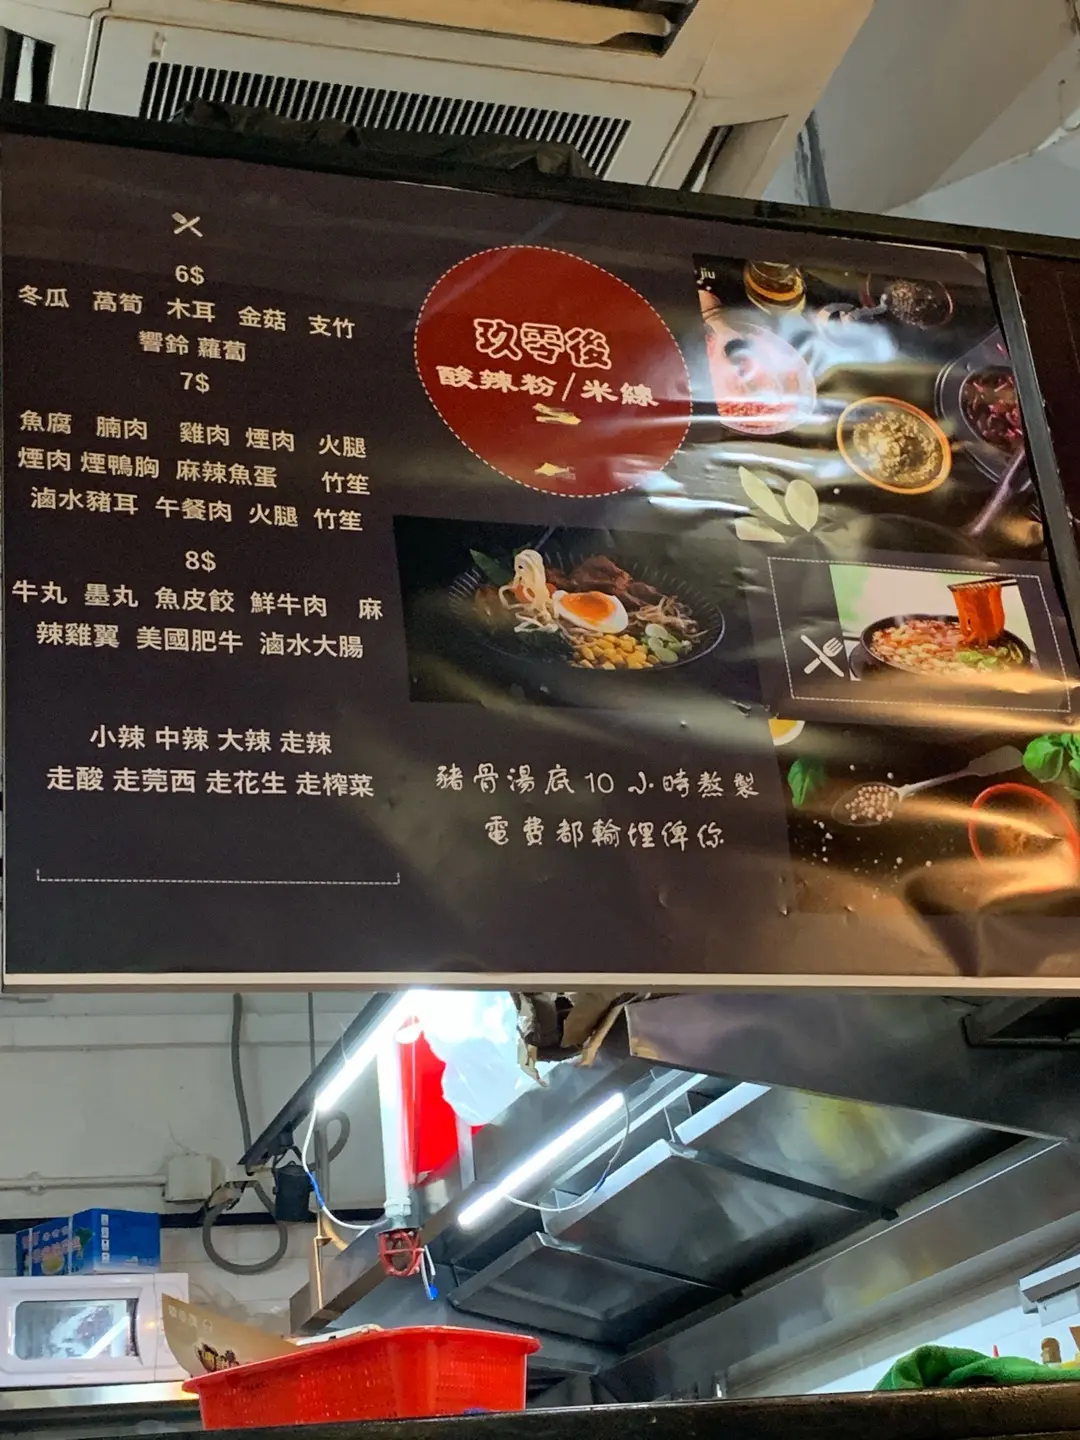 6$
冬瓜 萵筍 木耳 金菇 支竹
響鈴 蘿蔔
7$
魚腐 腩肉 雞肉 煙肉 火腿
煙肉 煙鴨胸 麻辣魚蛋 竹笙
滷水豬耳 午餐肉 火腿 竹笙
8$
牛丸 墨丸 魚皮餃 鮮牛肉 麻
辣雞翼 美國肥牛 滷水大腸
小辣 中辣 大辣 走辣
走酸 走莞西 走花生 走榨菜
玖零後
酸辣粉/米線
豬骨湯底10小時熬製
電費都輸埋俾你
jiu